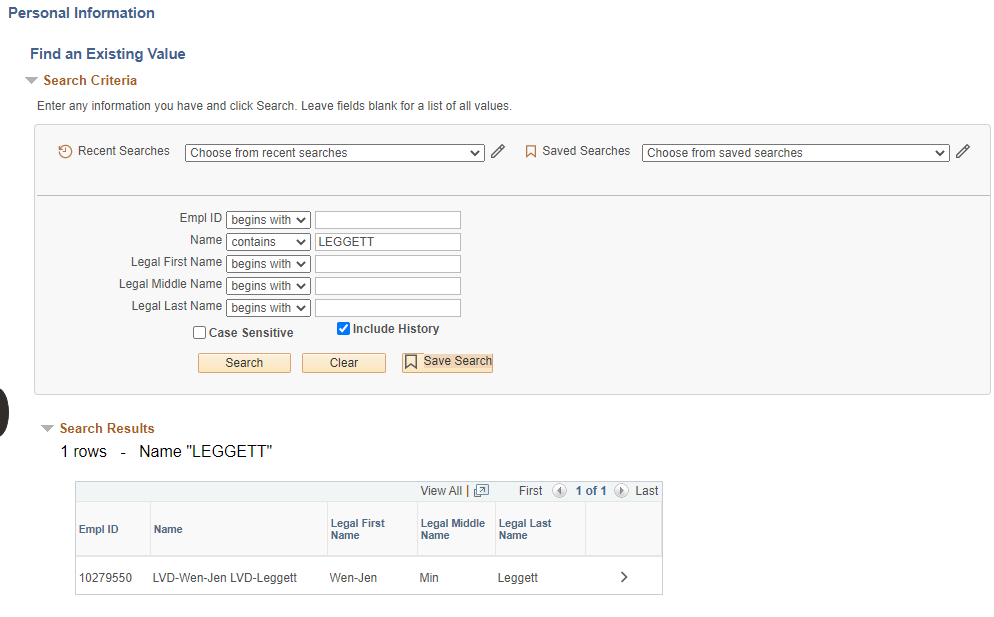 Personal Information
Find an Existing Value
Search Criteria
Enter any information you have and click Search. Leave fields blank for a list of all values.
Recent Searches Choose from recent searches Saved Searches Choose from saved searches
Empl ID begins with
Name contains LEGGETT
Legal First Name begins with
Legal Middle Name begins with
Legal Last Name begins with
Case Sensitive Include History
Search Clear Save Search
Search Results
1 rows - Name "LEGGETT"
View All | First 1 of 1 Last
Empl ID Name Legal First Name Legal Middle Name Legal Last Name
10279550 LVD-Wen-Jen LVD-Leggett Wen-Jen Min Leggett